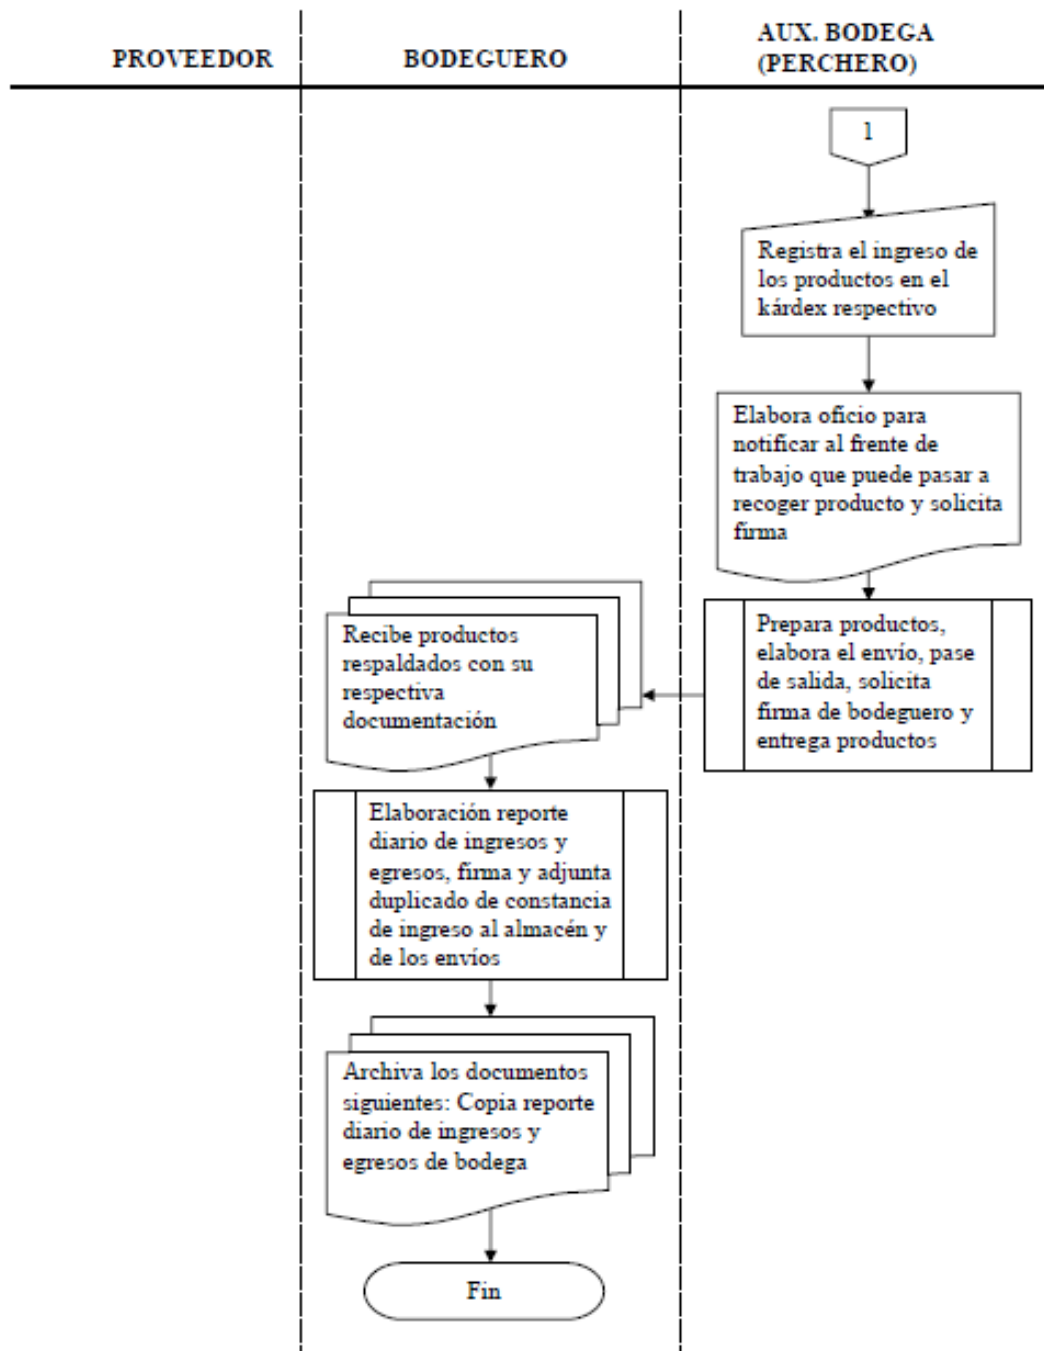 PROVEEDOR
BODEGUERO
AUX. BODEGA
(PERCHERO)
1
Registra el ingreso de
los productos en el
kárdex respectivo
Elabora oficio para
notificar al frente de
trabajo que puede pasar a
recoger producto y solicita
firma
Prepara productos,
elabora el envío, pase
de salida, solicita
firma de bodeguero y
entrega productos
Recibe productos
respaldados con su
respectiva
documentación
Elaboración reporte
diario de ingresos y
egresos, firma y adjunta
duplicado de constancia
de ingreso al almacén y
de los envíos
Archiva los documentos
siguientes: Copia reporte
diario de ingresos y
egresos de bodega
Fin